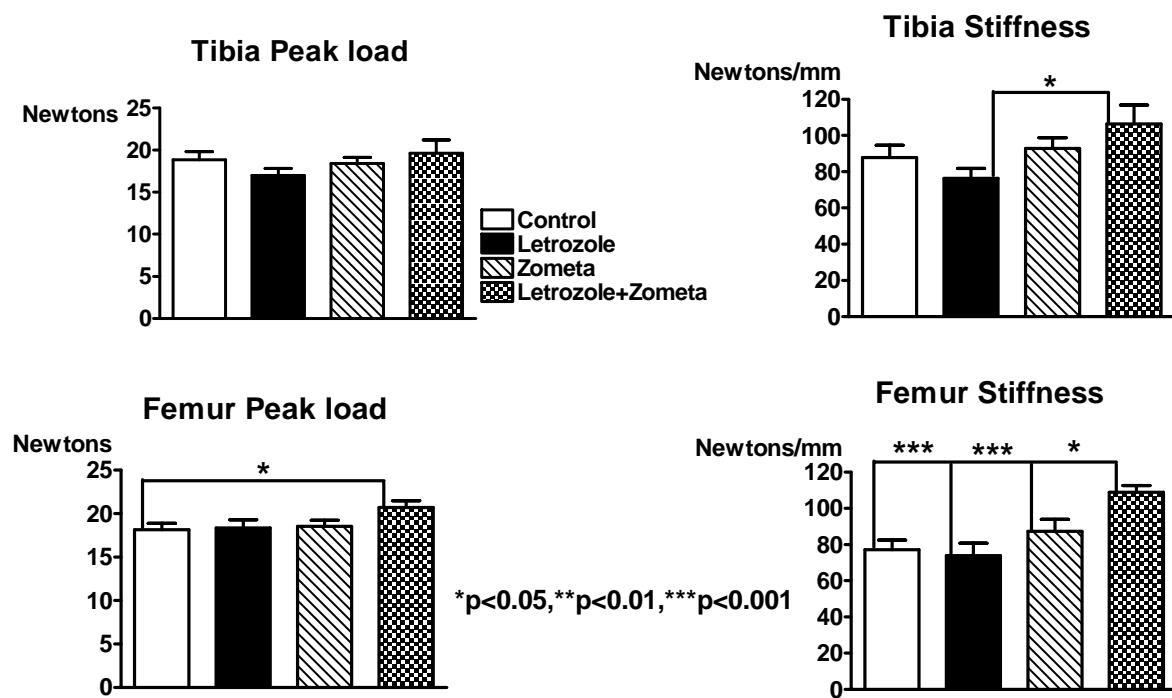 Tibia Peak load
Newtons
25
20
15
10
5
0
Control
Letrozole
Zometa
Letrozole+Zometa
Tibia Stiffness
Newtons/mm
*
120
100
80
60
40
20
0
Femur Peak load
Newtons
*
25
20
15
10
5
0
*p<0.05,**p<0.01,***p<0.001
Femur Stiffness
Newtons/mm
*** *** *
120
100
80
60
40
20
0